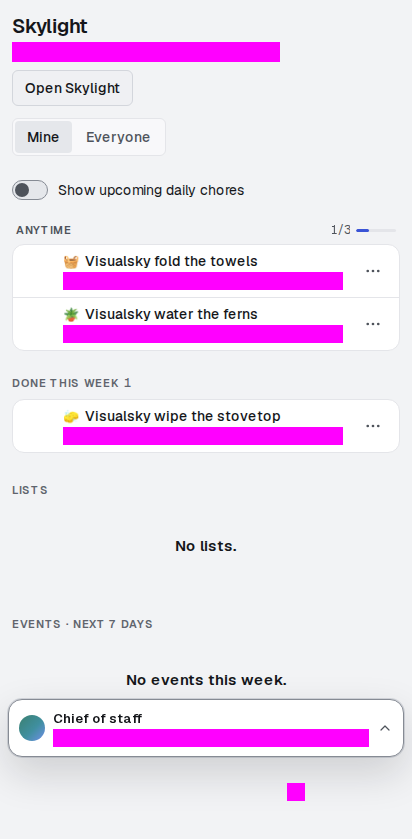 Skylight
Open Skylight
Mine Everyone
Show upcoming daily chores
ANYTIME 1/3
🧺 Visualsky fold the towels
🪴 Visualsky water the ferns
DONE THIS WEEK 1
🧽 Visualsky wipe the stovetop
LISTS
No lists.
EVENTS · NEXT 7 DAYS
No events this week.
Chief of staff